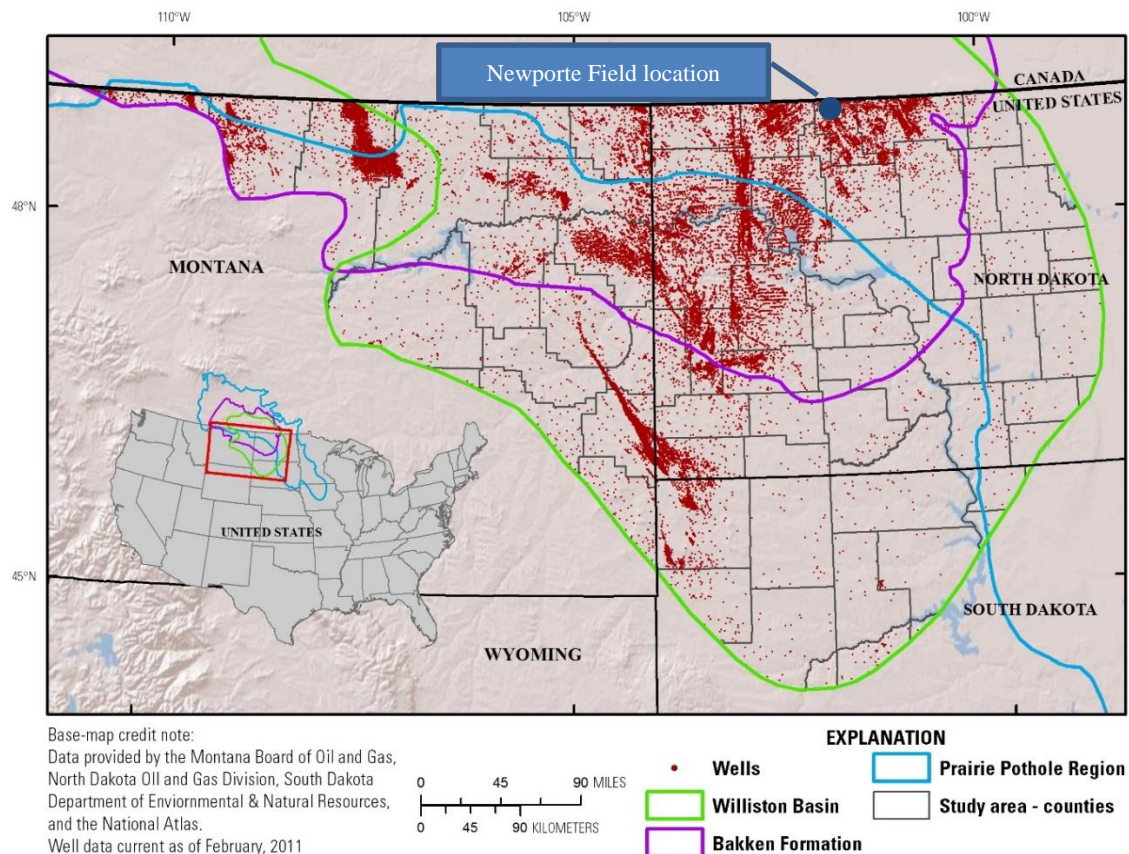 110°W
105°W
100°W
Newporte Field location
CANADA
UNITED STATES
48°N
MONTANA
NORTH DAKOTA
UNITED STATES
45°N
SOUTH DAKOTA
WYOMING
Base-map credit note:
Data provided by the Montana Board of Oil and Gas,
North Dakota OIl and Gas Division, South Dakota
Department of Enviornmental & Natural Resources,
and the National Atlas.
Well data current as of February, 2011
0 45 90 MILES
0 45 90 KILOMETERS
EXPLANATION
Wells
Prairie Pothole Region
Williston Basin
Study area - counties
Bakken Formation